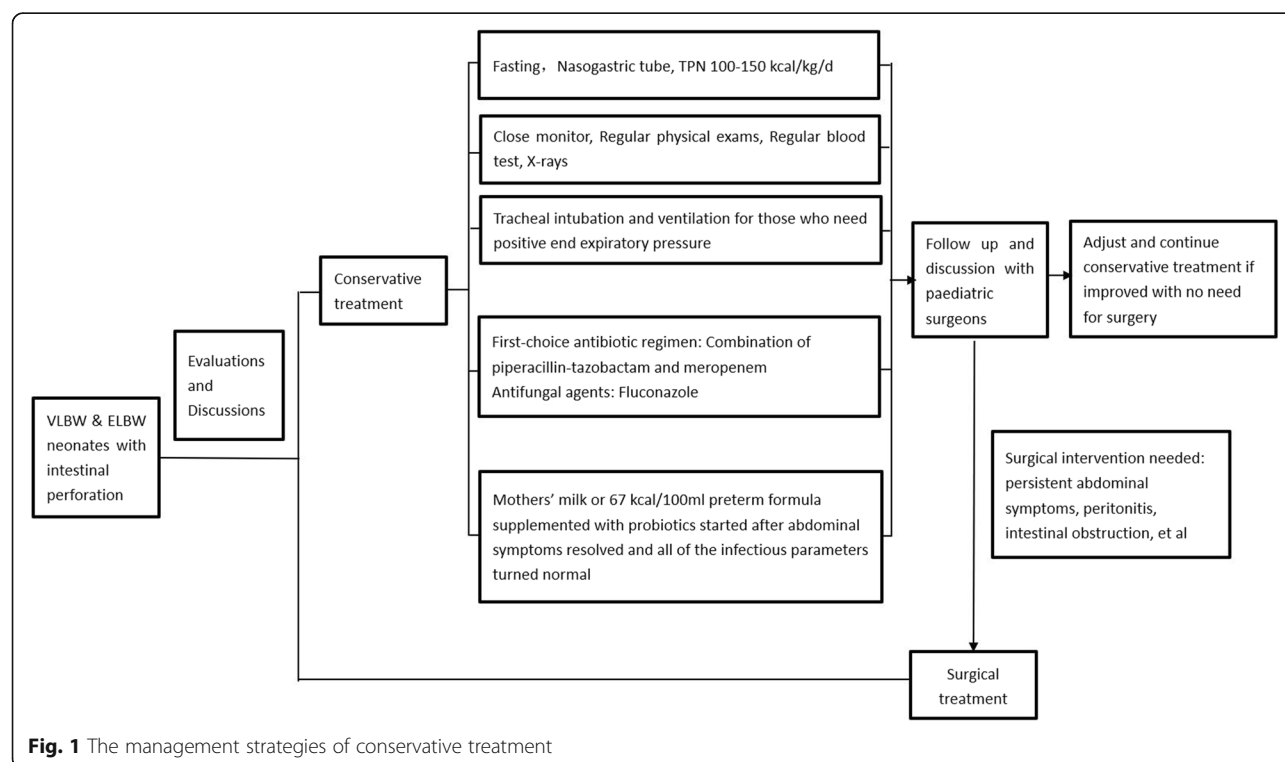 Fasting，Nasogastric tube, TPN 100-150 kcal/kg/d
Close monitor, Regular physical exams, Regular blood
test, X-rays
Tracheal intubation and ventilation for those who need
positive end expiratory pressure
Conservative
treatment
First-choice antibiotic regimen: Combination of
piperacillin-tazobactam and meropenem
Antifungal agents: Fluconazole
Mothers’ milk or 67 kcal/100ml preterm formula
supplemented with probiotics started after abdominal
symptoms resolved and all of the infectious parameters
turned normal
Evaluations
and
Discussions
VLBW & ELBW
neonates with
intestinal
perforation
Follow up and
discussion with
paediatric
surgeons
Adjust and continue
conservative treatment if
improved with no need
for surgery
Surgical intervention needed:
persistent abdominal
symptoms, peritonitis,
intestinal obstruction, et al
Surgical
treatment
Fig. 1 The management strategies of conservative treatment